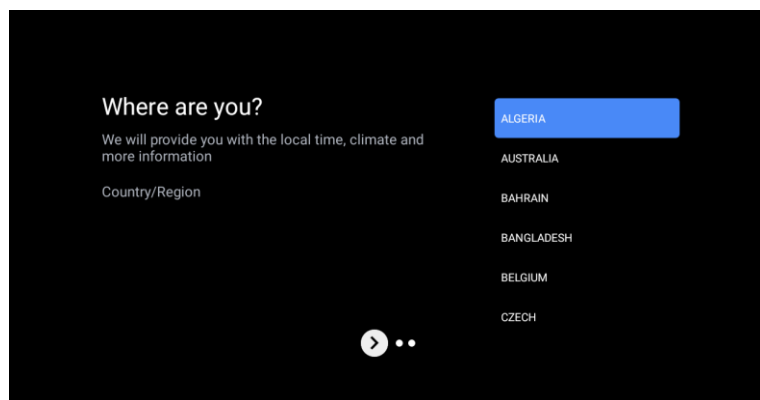 Where are you?
We will provide you with the local time, climate and
more information
Country/Region
ALGERIA
AUSTRALIA
BAHRAIN
BANGLADESH
BELGIUM
CZECH